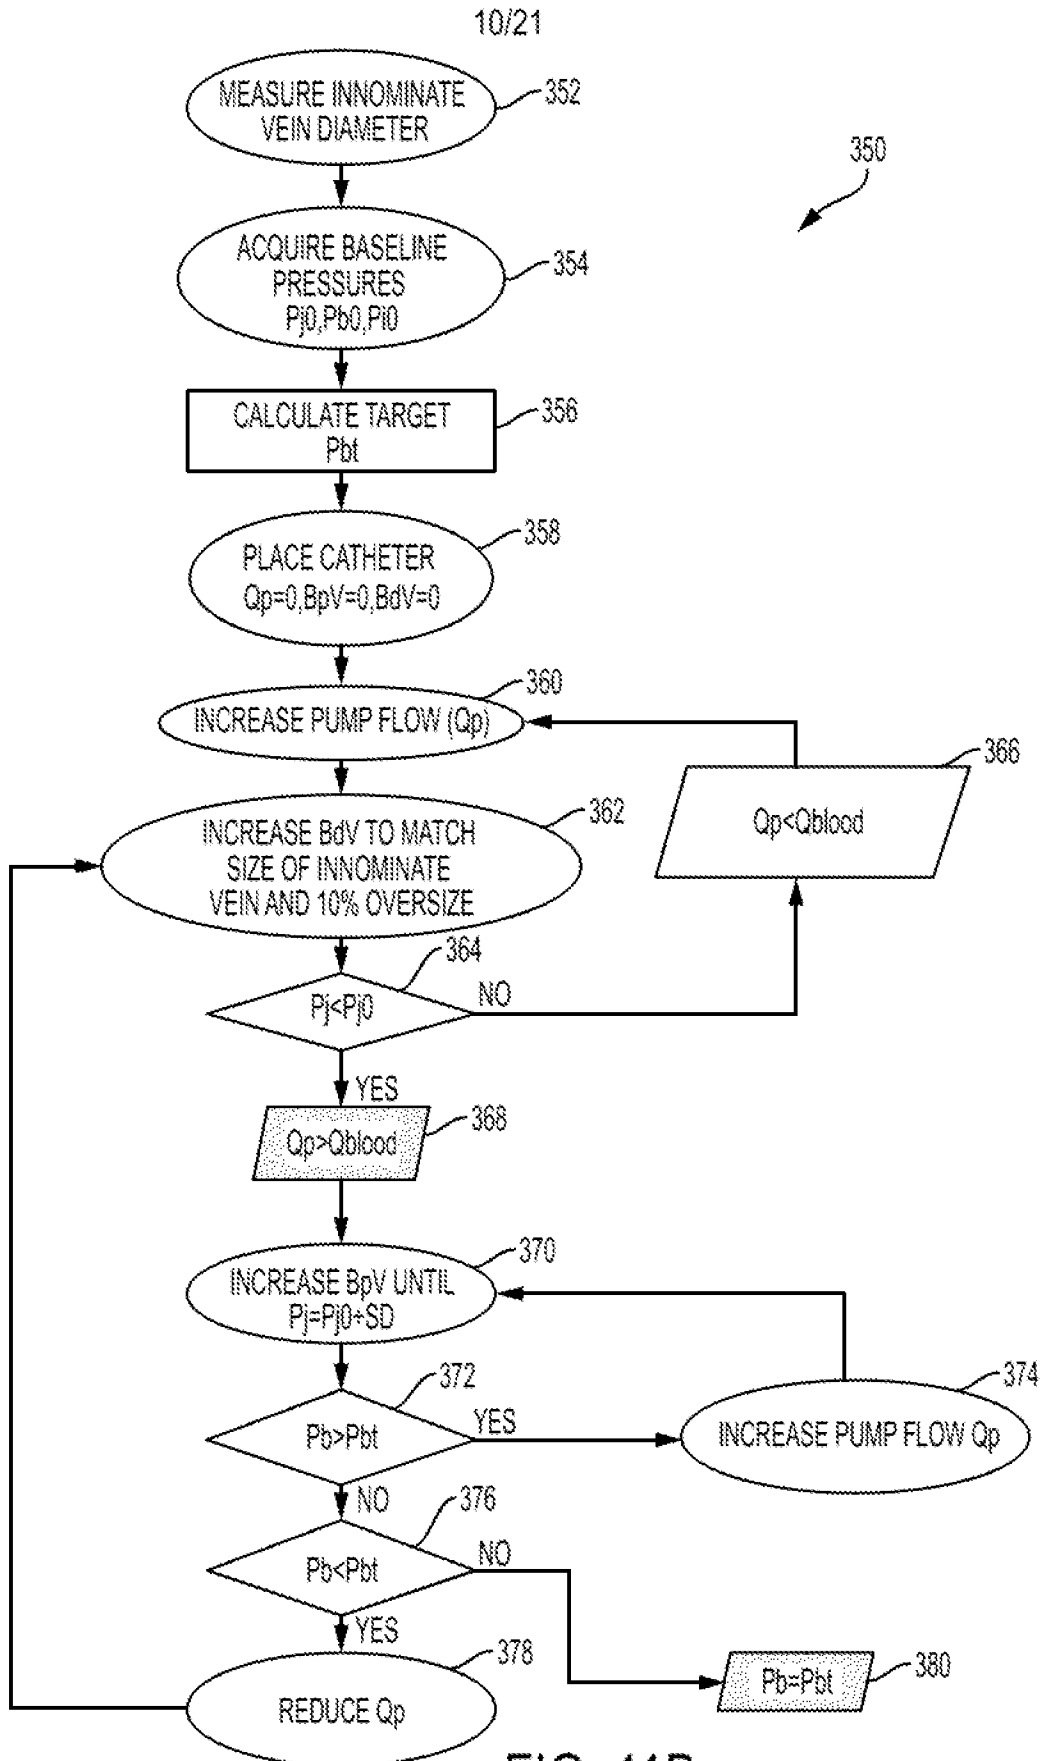 10/21
MEASURE INNOMINATE
VEIN DIAMETER
352
350
ACQUIRE BASELINE
PRESSURES
Pj0,Pb0,Pi0
354
CALCULATE TARGET
Pbt
356
PLACE CATHETER
Qp=0,BpV=0,BdV=0
358
INCREASE PUMP FLOW (Qp)
360
366
Qp<Qblood
INCREASE BdV TO MATCH
SIZE OF INNOMINATE
VEIN AND 10% OVERSIZE
362
364
Pj<Pj0
NO
YES
Qp>Qblood
368
INCREASE BpV UNTIL
Pj=Pj0÷SD
370
372
Pb>Pbt
YES
374
INCREASE PUMP FLOW Qp
NO
376
Pb<Pbt
NO
YES
378
REDUCE Qp
Pb=Pbt
380